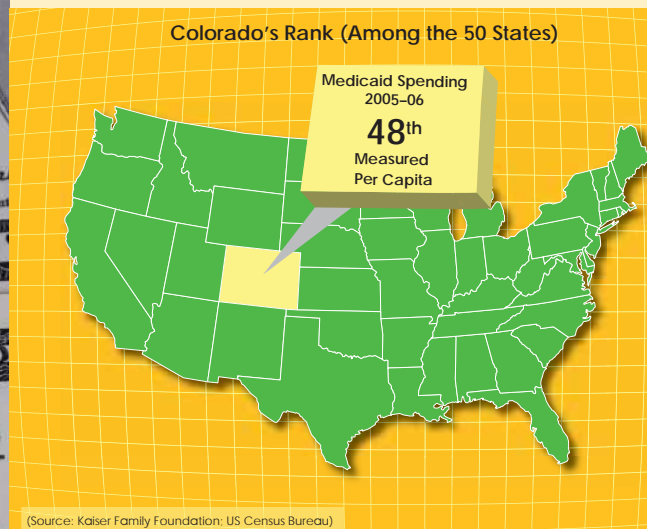 Colorado's Rank (Among the 50 States)
Medicaid Spending
2005–06
48th
Measured
Per Capita
(Source: Kaiser Family Foundation; US Census Bureau)